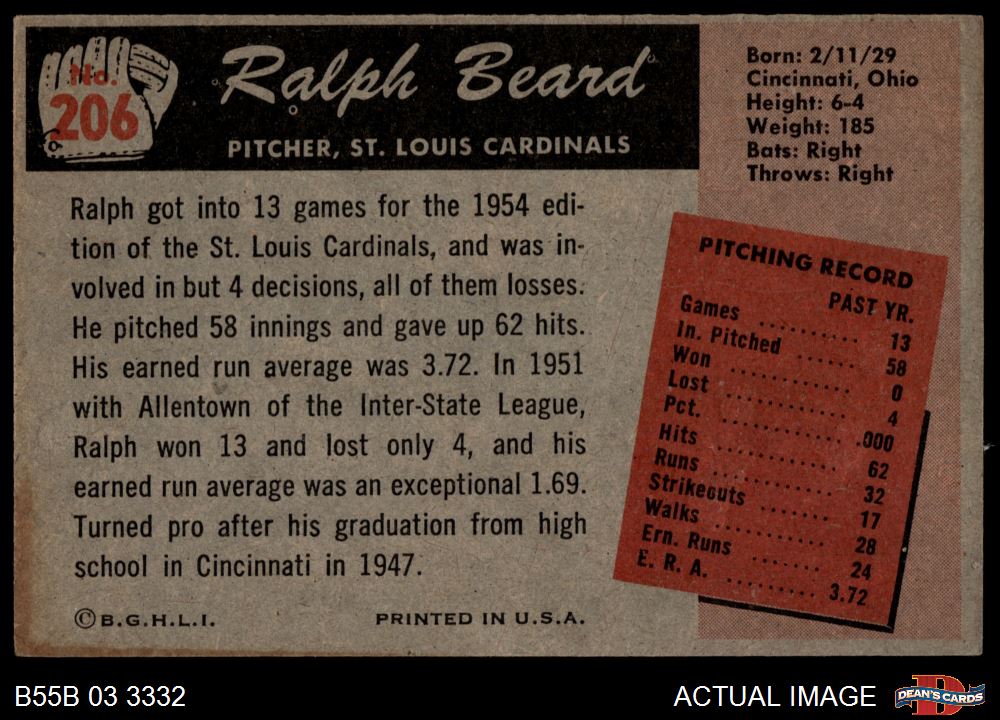 No.
206
Ralph Beard
PITCHER, ST. LOUIS CARDINALS
Born: 2/11/29
Cincinnati, Ohio
Height: 6-4
Weight: 185
Bats: Right
Throws: Right
Ralph got into 13 games for the 1954 edi-
tion of the St. Louis Cardinals, and was in-
volved in but 4 decisions, all of them losses.
He pitched 58 innings and gave up 62 hits.
His earned run average was 3.72. In 1951
with Allentown of the Inter-State League,
Ralph won 13 and lost only 4, and his
earned run average was an exceptional 1.69.
Turned pro after his graduation from high
school in Cincinnati in 1947.
©B.G.H.L.I. PRINTED IN U.S.A.
PITCHING RECORD
PAST YR.
Games ......... 13
In. Pitched ...... 58
Won ............ 0
Lost ............ 4
Pct. ............ .000
Hits ............ 62
Runs ............ 32
Strikeouts ....... 17
Walks .......... 28
Ern. Runs ...... 24
E. R. A. ......... 3.72
B55B 03 3332
ACTUAL IMAGE
D
DEAN'S CARDS